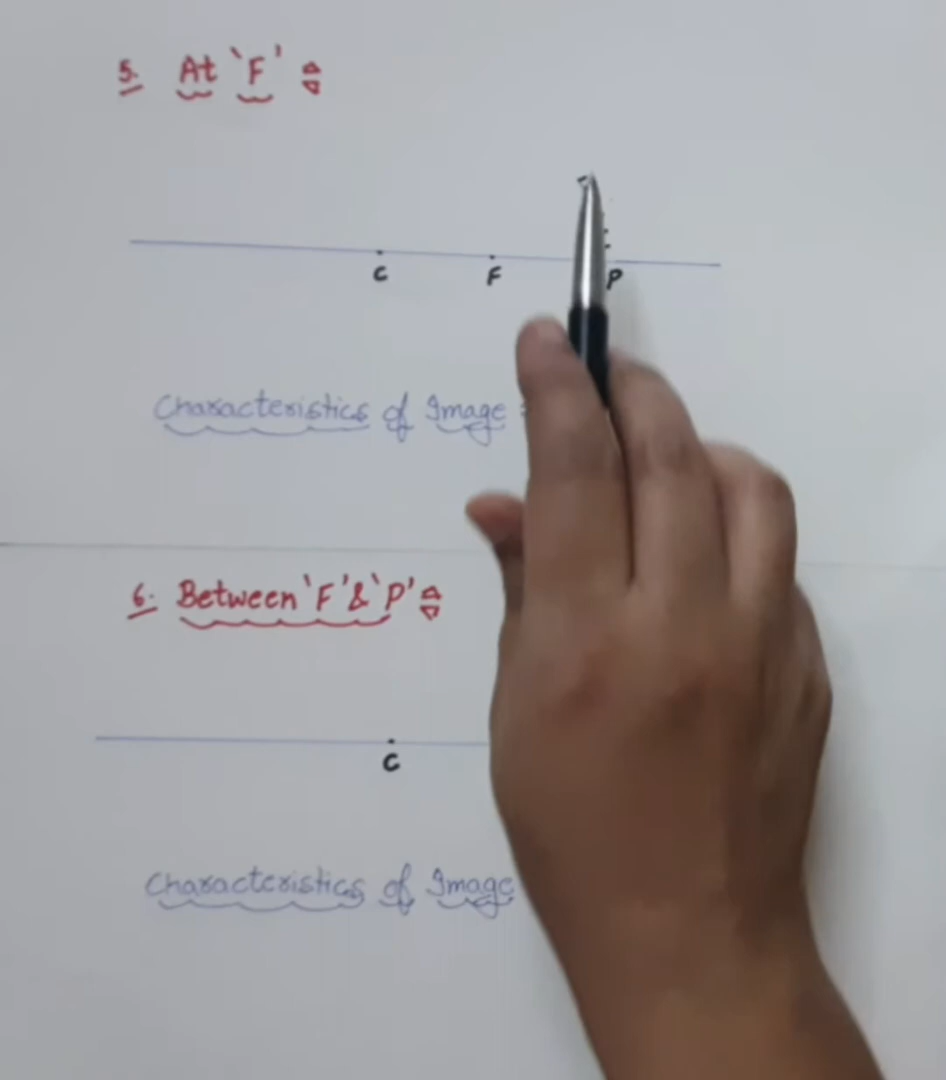 5. At 'F' :
C F P
Characteristics of Image
6. Between 'F' & 'P' :
C
Characteristics of Image